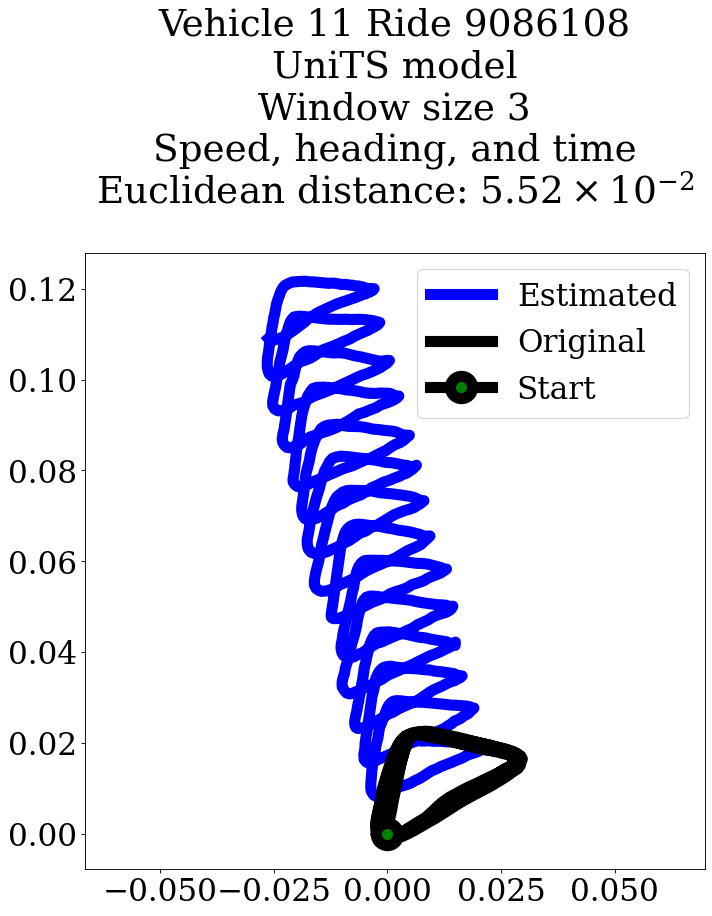 Vehicle 11 Ride 9086108
UniTS model
Window size 3
Speed, heading, and time
Euclidean distance: 5.52 × 10⁻²
Estimated
Original
Start
0.12
0.10
0.08
0.06
0.04
0.02
0.00
−0.050 −0.025 0.000 0.025 0.050